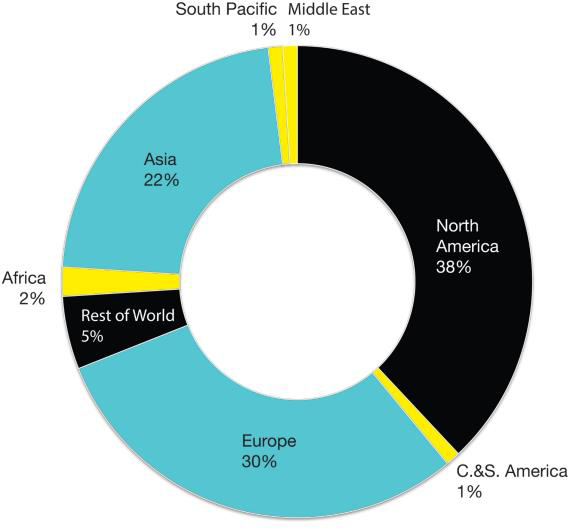 South Pacific
1%
Middle East
1%
Asia
22%
North
America
38%
Africa
2%
Rest of World
5%
Europe
30%
C.&S. America
1%